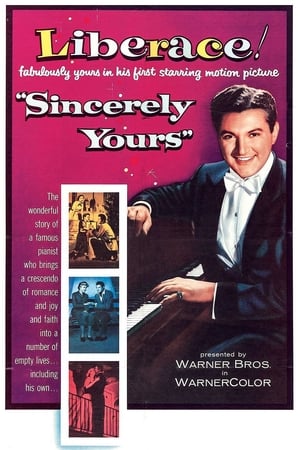 Liberace!
fabulously yours in his first starring motion picture
"Sincerely
Yours"
The
wonderful
story of
a famous
pianist
who brings
a crescendo
of romance
and joy
and faith
into a
number of
empty lives...
including
his own...
presented by
WARNER BROS.
in
WARNERCOLOR